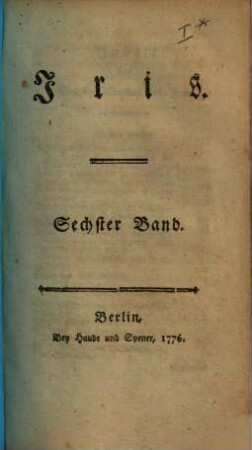 I*
Iris.
Sechster Band.
Berlin,
Bey Haude und Spener, 1776.